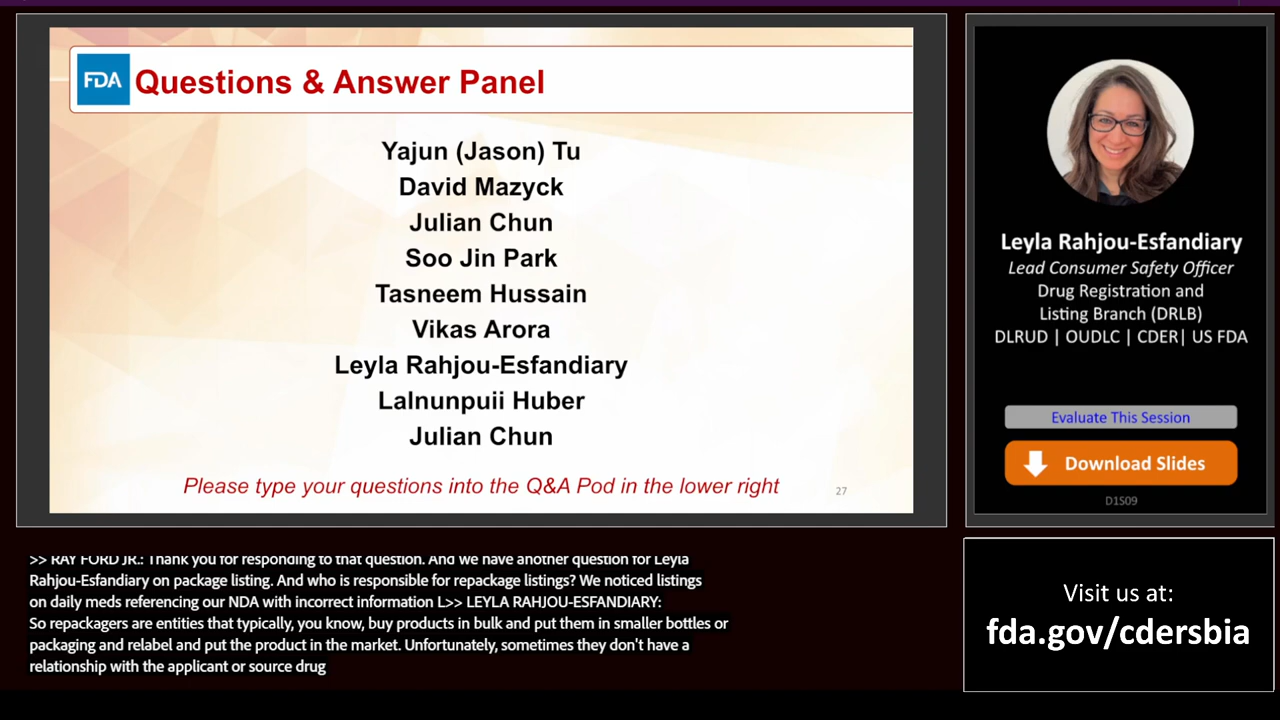 FDA
Questions & Answer Panel
Yajun (Jason) Tu
David Mazyck
Julian Chun
Soo Jin Park
Tasneem Hussain
Vikas Arora
Leyla Rahjou-Esfandiary
Lalnunpuii Huber
Julian Chun
Please type your questions into the Q&A Pod in the lower right
27
Leyla Rahjou-Esfandiary
Lead Consumer Safety Officer
Drug Registration and
Listing Branch (DRLB)
DLRUD | OUDLC | CDER| US FDA
Evaluate This Session
Download Slides
D1S09
>> RAY FORD JR.: Thank you for responding to that question. And we have another question for Leyla
Rahjou-Esfandiary on package listing. And who is responsible for repackage listings? We noticed listings
on daily meds referencing our NDA with incorrect information L>> LEYLA RAHJOU-ESFANDIARY:
So repackagers are entities that typically, you know, buy products in bulk and put them in smaller bottles or
packaging and relabel and put the product in the market. Unfortunately, sometimes they don't have a
relationship with the applicant or source drug
Visit us at:
fda.gov/cdersbia